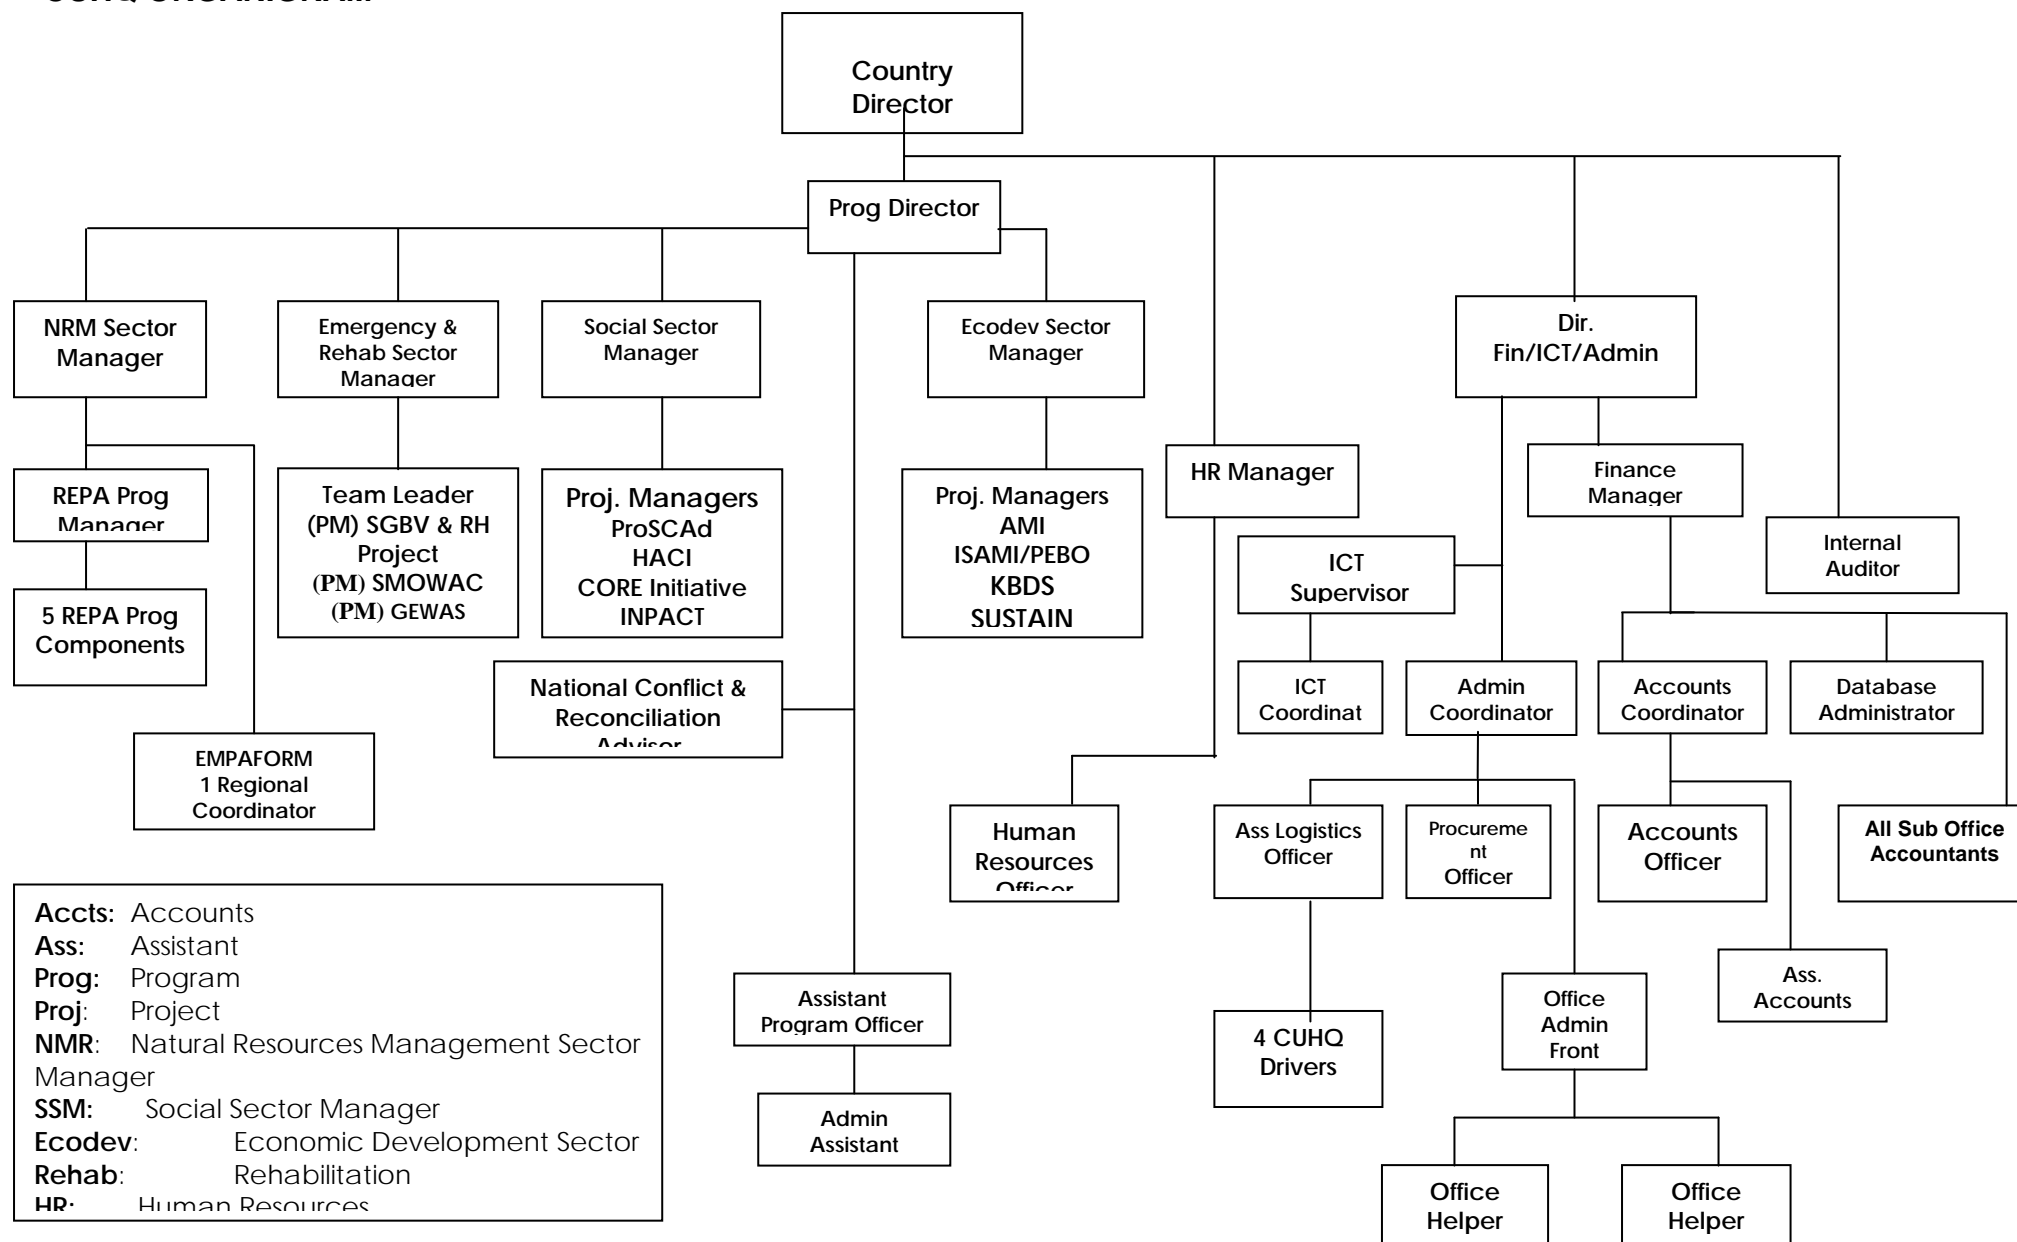 Country
Director
Prog Director
NRM Sector
Manager
Emergency &
Rehab Sector
Manager
Social Sector
Manager
Ecodev Sector
Manager
Dir.
Fin/ICT/Admin
HR Manager
Finance
Manager
REPA Prog
Manager
Team Leader
(PM) SGBV & RH
Project
(PM) SMOWAC
(PM) GEWAS
Proj. Managers
ProSCAd
HACI
CORE Initiative
INPACT
Proj. Managers
AMI
ISAMI/PEBO
KBDS
SUSTAIN
Internal
Auditor
ICT
Supervisor
5 REPA Prog
Components
National Conflict &
Reconciliation
Advisor
ICT
Coordinat
Admin
Coordinator
Accounts
Coordinator
Database
Administrator
EMPAFORM
1 Regional
Coordinator
Human
Resources
Officer
Ass Logistics
Officer
Procureme
nt
Officer
Accounts
Officer
All Sub Office
Accountants
Accts: Accounts
Ass: Assistant
Prog: Program
Proj: Project
NMR: Natural Resources Management Sector
Manager
SSM: Social Sector Manager
Ecodev: Economic Development Sector
Rehab: Rehabilitation
HR: Human Resources
Assistant
Program Officer
Office
Admin
Front
Ass.
Accounts
4 CUHQ
Drivers
Admin
Assistant
Office
Helper
Office
Helper